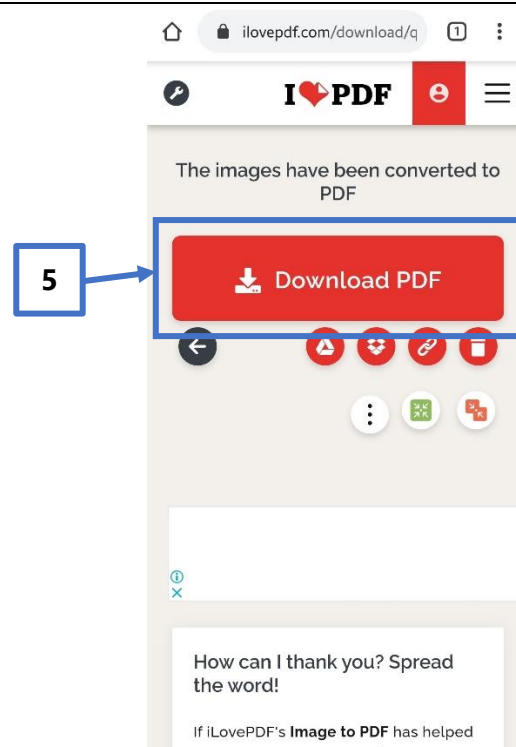 ilovepdf.com/download/q
1
I PDF
The images have been converted to
PDF
5
Download PDF
How can I thank you? Spread
the word!
If iLovePDF's Image to PDF has helped